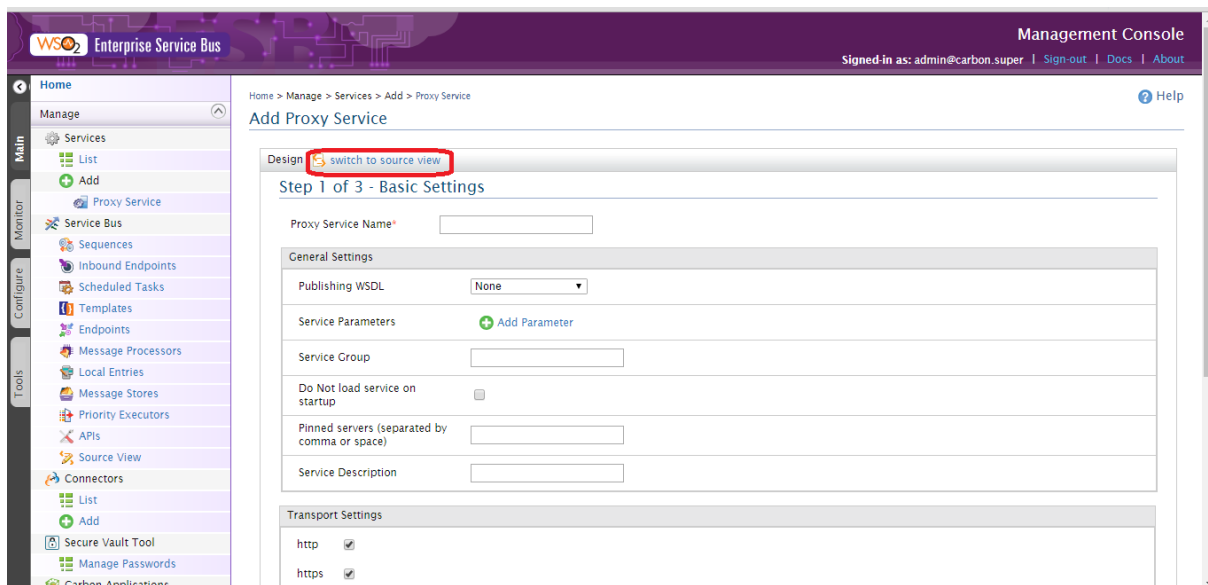 WSO2 Enterprise Service Bus
Management Console
Signed-in as: admin@carbon.super | Sign-out | Docs | About
Main
Monitor
Configure
Tools
Home
Manage
Services
List
Add
Proxy Service
Service Bus
Sequences
Inbound Endpoints
Scheduled Tasks
Templates
Endpoints
Message Processors
Local Entries
Message Stores
Priority Executors
APIs
Source View
Connectors
List
Add
Secure Vault Tool
Manage Passwords
Carbon Applications
Home > Manage > Services > Add > Proxy Service
Help
Add Proxy Service
Design switch to source view
Step 1 of 3 - Basic Settings
Proxy Service Name*
General Settings
Publishing WSDL None
Service Parameters Add Parameter
Service Group
Do Not load service on
startup
Pinned servers (separated by
comma or space)
Service Description
Transport Settings
http
https